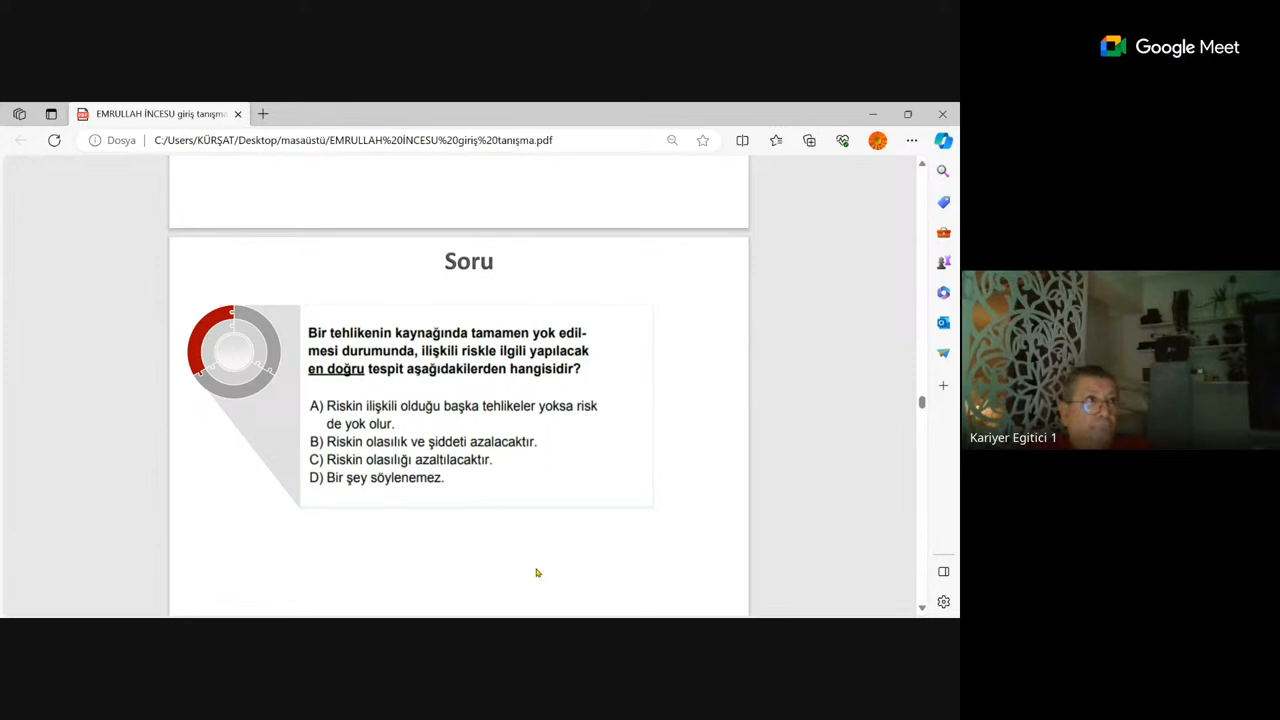 Google Meet
EMRULLAH İNCESU giriş tanışma
Dosya
C:/Users/KÜRŞAT/Desktop/masaüstü/EMRULLAH%20İNCESU%20giriş%20tanışma.pdf
Soru
Bir tehlikenin kaynağında tamamen yok edil-
mesi durumunda, ilişkili riskle ilgili yapılacak
en doğru tespit aşağıdakilerden hangisidir?
A) Riskin ilişkili olduğu başka tehlikeler yoksa risk
de yok olur.
B) Riskin olasılık ve şiddeti azalacaktır.
C) Riskin olasılığı azaltılacaktır.
D) Bir şey söylenemez.
Kariyer Egitici 1